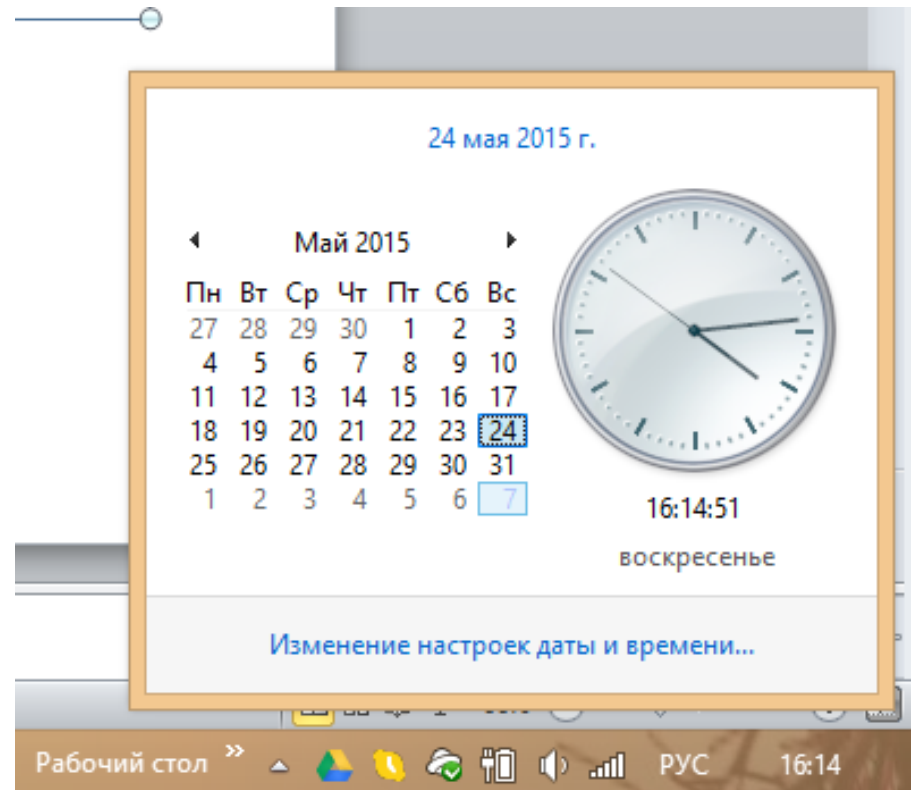 24 мая 2015 г.
Май 2015
Пн Вт Ср Чт Пт Сб Вс
27 28 29 30 1 2 3
4 5 6 7 8 9 10
11 12 13 14 15 16 17
18 19 20 21 22 23 24
25 26 27 28 29 30 31
1 2 3 4 5 6 7
16:14:51
воскресенье
Изменение настроек даты и времени...
Рабочий стол » РУС 16:14